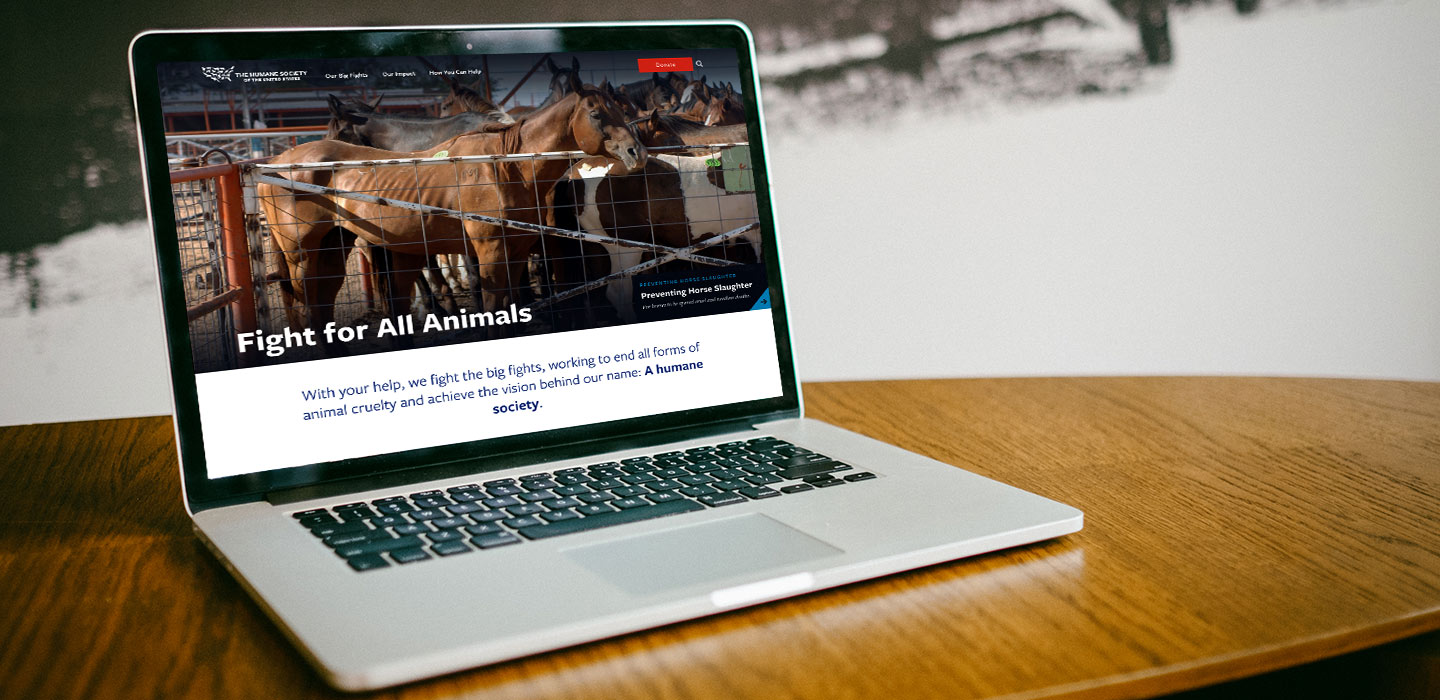 THE HUMANE SOCIETY
OF THE UNITED STATES
Our Big Fights
Our Impact
How You Can Help
Donate
PREVENTING HORSE SLAUGHTER
Preventing Horse Slaughter
Fight for All Animals
With your help, we fight the big fights, working to end all forms of
animal cruelty and achieve the vision behind our name: A humane
society.